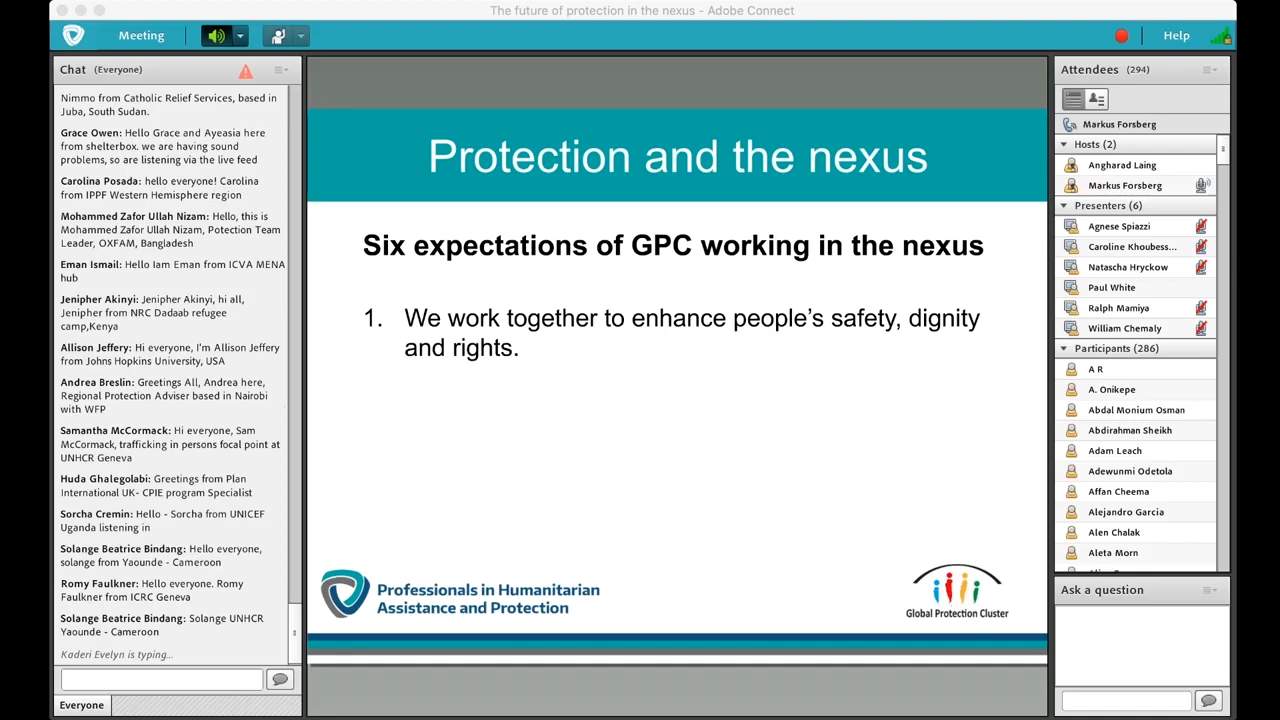 The future of protection in the nexus - Adobe Connect
Meeting
Help
Chat (Everyone)
Nimmo from Catholic Relief Services, based in
Juba, South Sudan.
Grace Owen: Hello Grace and Ayeasia here
from shelterbox. we are having sound
problems, so are listening via the live feed
Carolina Posada: hello everyone! Carolina
from IPPF Western Hemisphere region
Mohammed Zafor Ullah Nizam: Hello, this is
Mohammed Zafor Ullah Nizam, Potection Team
Leader, OXFAM, Bangladesh
Eman Ismail: Hello Iam Eman from ICVA MENA
hub
Jenipher Akinyi: Jenipher Akinyi, hi all,
Jenipher from NRC Dadaab refugee
camp,Kenya
Allison Jeffery: Hi everyone, I'm Allison Jeffery
from Johns Hopkins University, USA
Andrea Breslin: Greetings All, Andrea here,
Regional Protection Adviser based in Nairobi
with WFP
Samantha McCormack: Hi everyone, Sam
McCormack, trafficking in persons focal point at
UNHCR Geneva
Huda Ghalegolabi: Greetings from Plan
International UK- CPIE program Specialist
Sorcha Cremin: Hello - Sorcha from UNICEF
Uganda listening in
Solange Beatrice Bindang: Hello everyone,
solange from Yaounde - Cameroon
Romy Faulkner: Hello everyone. Romy
Faulkner from ICRC Geneva
Solange Beatrice Bindang: Solange UNHCR
Yaounde - Cameroon
Kaderi Evelyn is typing...
Everyone
Protection and the nexus
Six expectations of GPC working in the nexus
1. We work together to enhance people's safety, dignity
and rights.
Professionals in Humanitarian
Assistance and Protection
Global Protection Cluster
Attendees (294)
Markus Forsberg
Hosts (2)
Angharad Laing
Markus Forsberg
Presenters (6)
Agnese Spiazzi
Caroline Khoubess...
Natascha Hryckow
Paul White
Ralph Mamiya
William Chemaly
Participants (286)
A R
A. Onikepe
Abdal Monium Osman
Abdirahman Sheikh
Adam Leach
Adewunmi Odetola
Affan Cheema
Alejandro Garcia
Alen Chalak
Aleta Morn
Ask a question